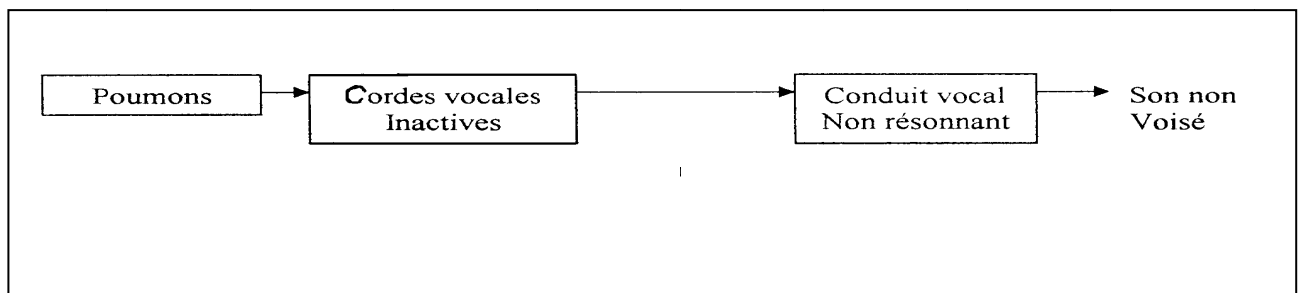 Poumons
Cordes vocales
Inactives
Conduit vocal
Non résonnant
Son non
Voisé